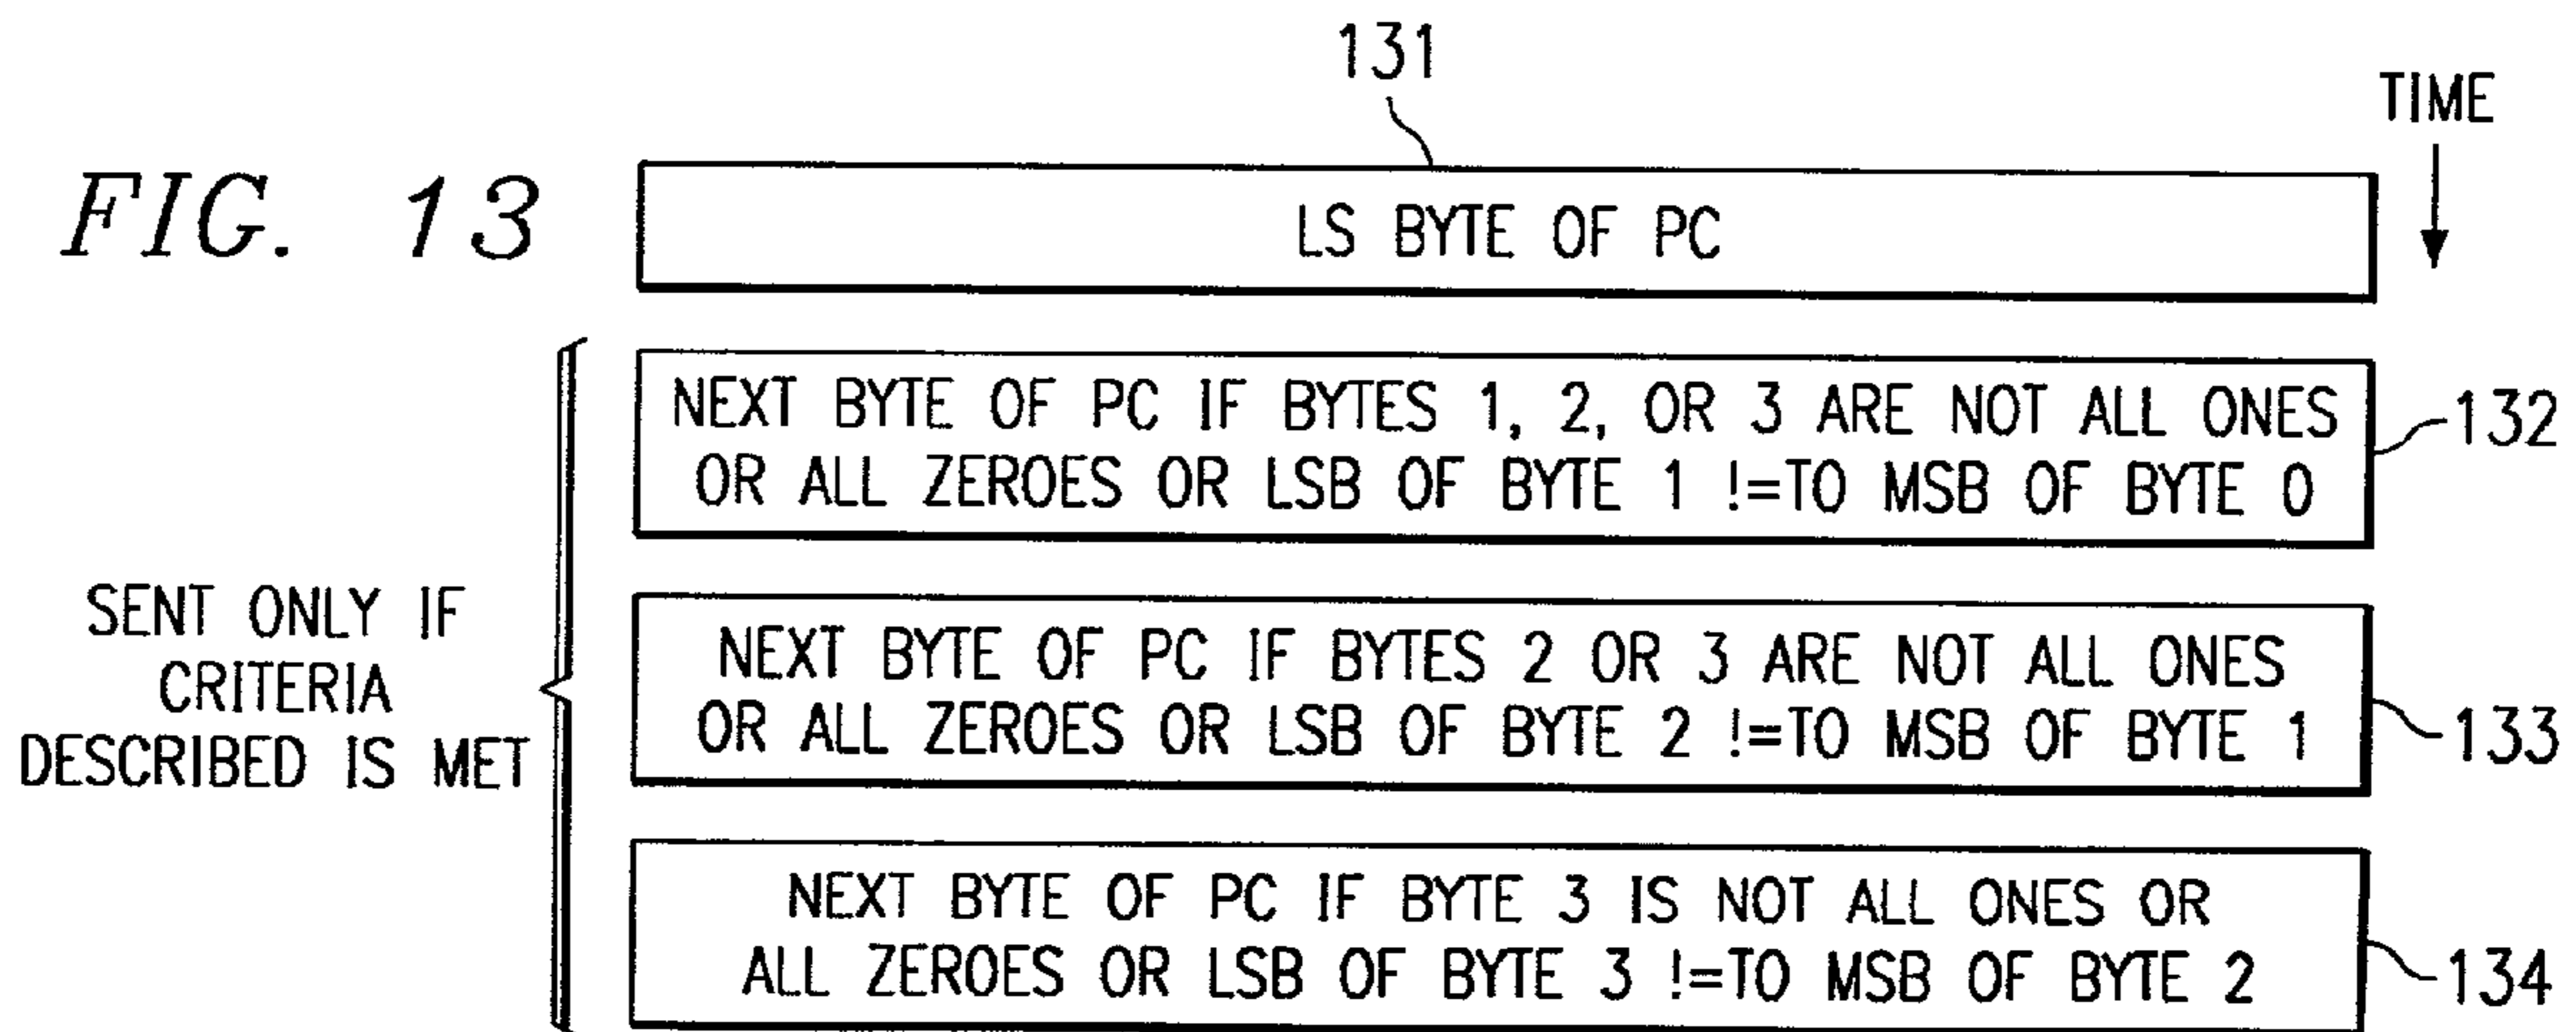 131
TIME
FIG. 13
LS BYTE OF PC
NEXT BYTE OF PC IF BYTES 1, 2, OR 3 ARE NOT ALL ONES
OR ALL ZEROES OR LSB OF BYTE 1 !=TO MSB OF BYTE 0
132
SENT ONLY IF
CRITERIA
DESCRIBED IS MET
NEXT BYTE OF PC IF BYTES 2 OR 3 ARE NOT ALL ONES
OR ALL ZEROES OR LSB OF BYTE 2 !=TO MSB OF BYTE 1
133
NEXT BYTE OF PC IF BYTE 3 IS NOT ALL ONES OR
ALL ZEROES OR LSB OF BYTE 3 !=TO MSB OF BYTE 2
134